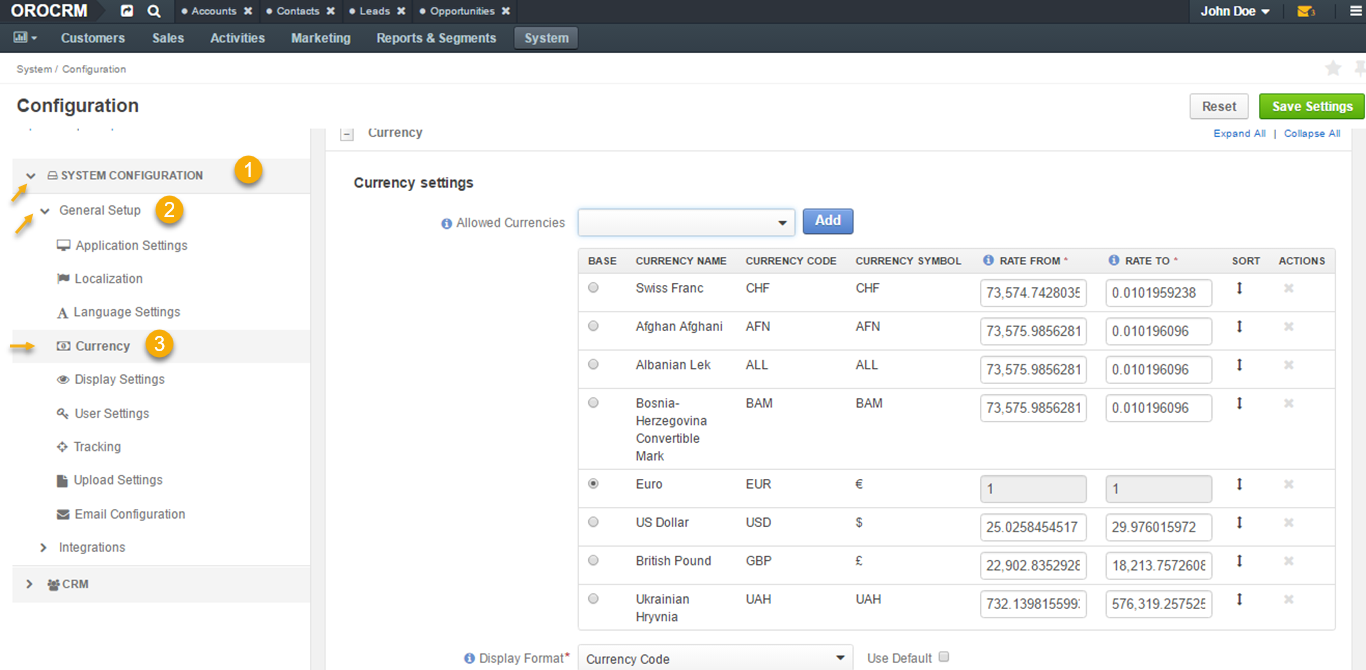 OROCRM
Accounts ✖ Contacts ✖ Leads ✖ Opportunities ✖
John Doe
Customers Sales Activities Marketing Reports & Segments System
System / Configuration
Configuration
Reset Save Settings
Currency
Expand All | Collapse All
SYSTEM CONFIGURATION 1
General Setup 2
Application Settings
Localization
Language Settings
Currency 3
Display Settings
User Settings
Tracking
Upload Settings
Email Configuration
Integrations
CRM
Currency settings
Allowed Currencies Add
BASE CURRENCY NAME CURRENCY CODE CURRENCY SYMBOL RATE FROM * RATE TO * SORT ACTIONS
Swiss Franc CHF CHF 73,574.7428035 0.0101959238
Afghan Afghani AFN AFN 73,575.9856281 0.010196096
Albanian Lek ALL ALL 73,575.9856281 0.010196096
Bosnia- BAM BAM 73,575.9856281 0.010196096
Herzegovina
Convertible
Mark
Euro EUR € 1 1
US Dollar USD $ 25.0258454517 29.976015972
British Pound GBP £ 22,902.8352928 18,213.7572608
Ukrainian UAH UAH 732.1398155992 576,319.257525
Hryvnia
Display Format* Currency Code Use Default